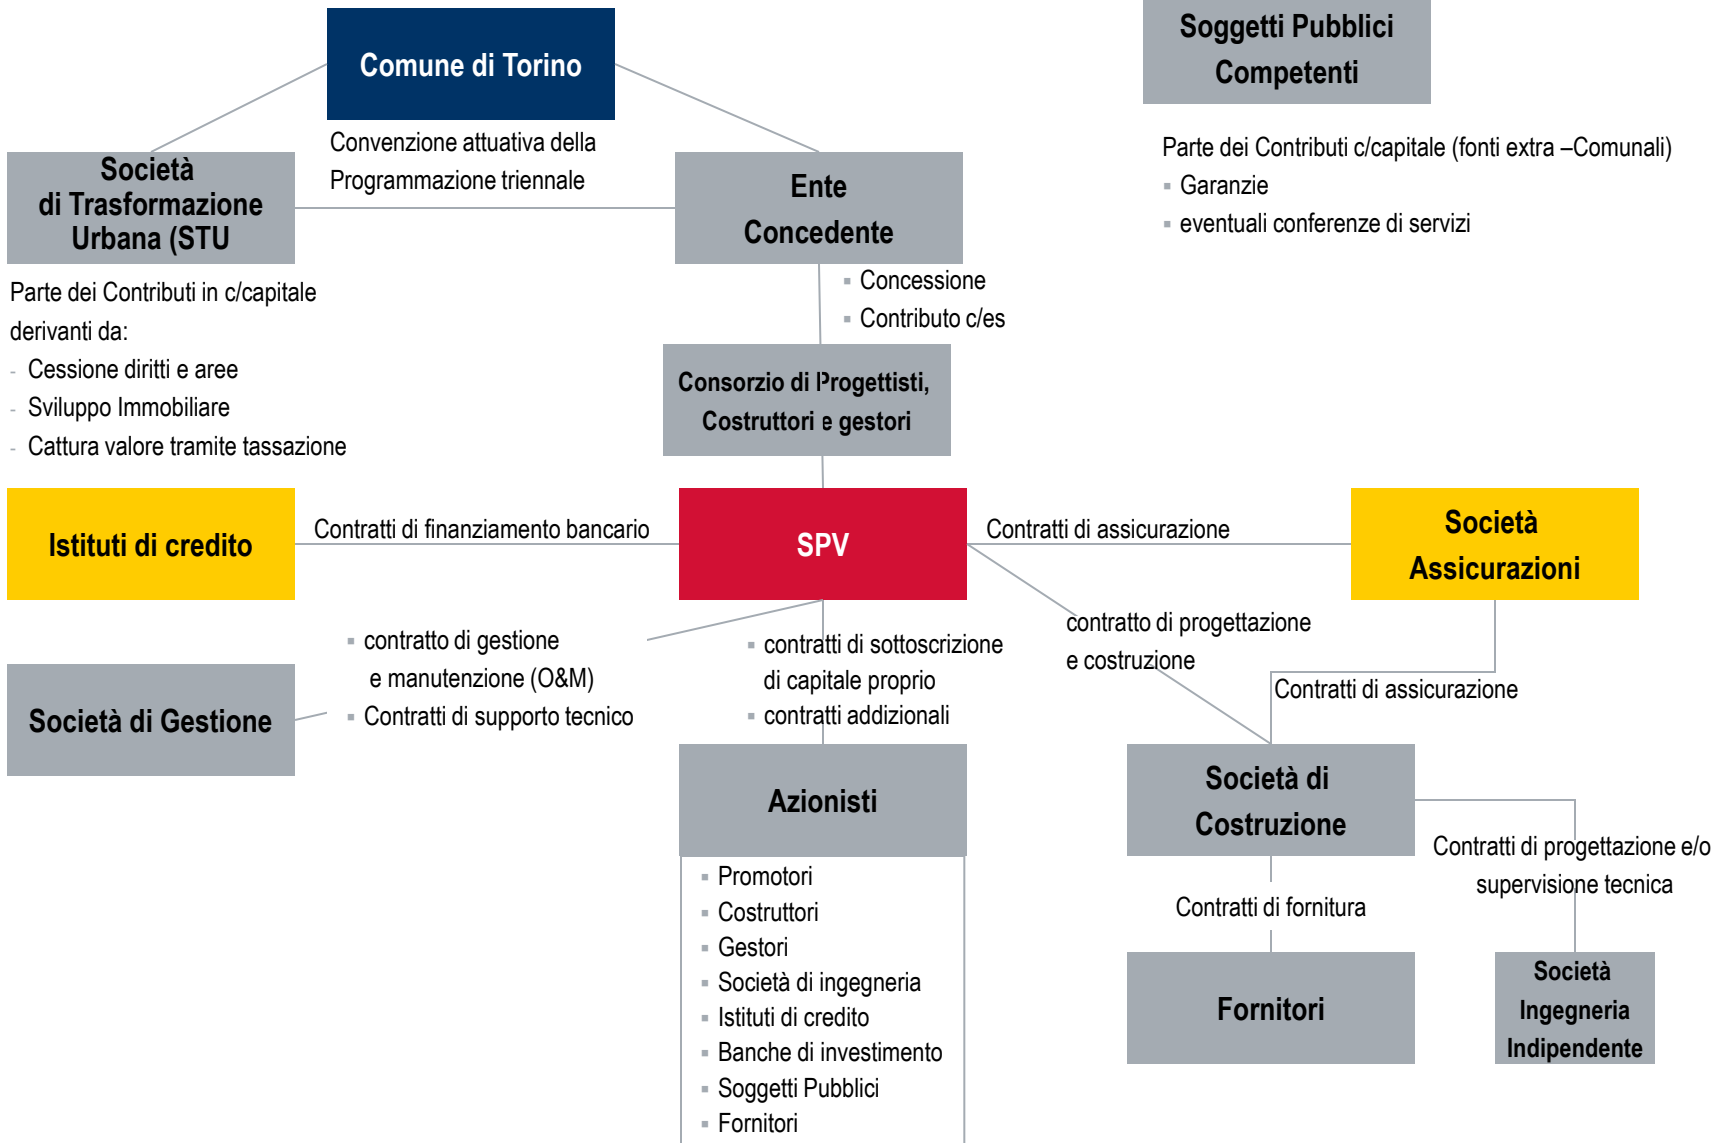 Comune di Torino
Soggetti Pubblici
Competenti
Convenzione attuativa della
Programmazione triennale
Parte dei Contributi c/capitale (fonti extra –Comunali)
▪ Garanzie
▪ eventuali conferenze di servizi
Società
di Trasformazione
Urbana (STU
Ente
Concedente
▪ Concessione
▪ Contributo c/es
Parte dei Contributi in c/capitale
derivanti da:
- Cessione diritti e aree
- Sviluppo Immobiliare
- Cattura valore tramite tassazione
Consorzio di Progettisti,
Costruttori e gestori
Istituti di credito
Contratti di finanziamento bancario
SPV
Contratti di assicurazione
Società
Assicurazioni
▪ contratto di gestione
e manutenzione (O&M)
▪ Contratti di supporto tecnico
▪ contratti di sottoscrizione
di capitale proprio
▪ contratti addizionali
contratto di progettazione
e costruzione
Contratti di assicurazione
Società di Gestione
Azionisti
▪ Promotori
▪ Costruttori
▪ Gestori
▪ Società di ingegneria
▪ Istituti di credito
▪ Banche di investimento
▪ Soggetti Pubblici
▪ Fornitori
Società di
Costruzione
Contratti di progettazione e/o
supervisione tecnica
Contratti di fornitura
Fornitori
Società
Ingegneria
Indipendente